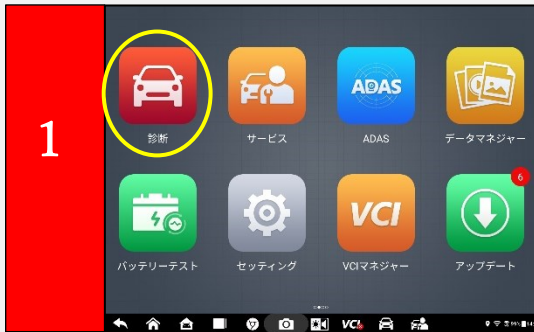 1
ADAS
診断
サービス
ADAS
データマネジャー
6
VCI
バッテリーテスト
セッティング
VCIマネジャー
アップデート
VCI